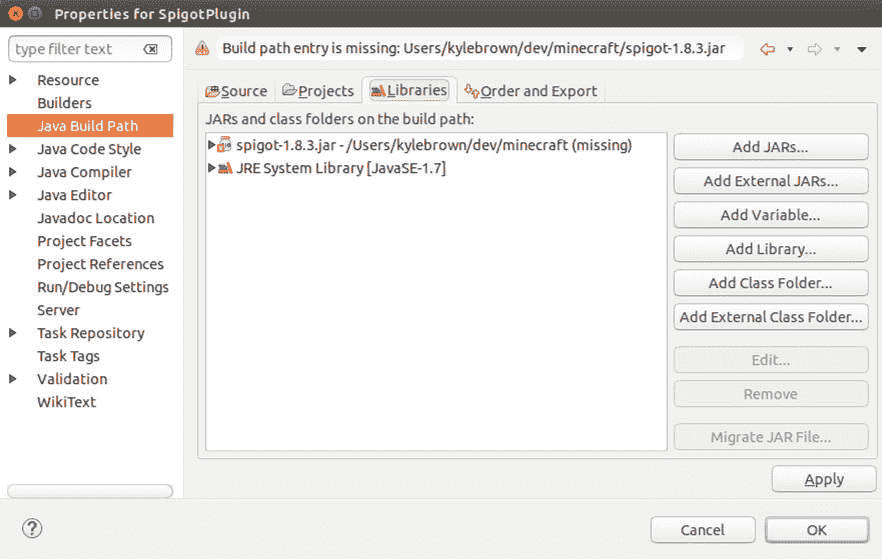 Properties for SpigotPlugin
type filter text
Resource
Builders
Java Build Path
Java Code Style
Java Compiler
Java Editor
Javadoc Location
Project Facets
Project References
Run/Debug Settings
Server
Task Repository
Task Tags
Validation
WikiText
Build path entry is missing: Users/kylebrown/dev/minecraft/spigot-1.8.3.jar
Source Projects Libraries Order and Export
JARs and class folders on the build path:
spigot-1.8.3.jar - /Users/kylebrown/dev/minecraft (missing)
JRE System Library [JavaSE-1.7]
Add JARs...
Add External JARs...
Add Variable...
Add Library...
Add Class Folder...
Add External Class Folder...
Edit...
Remove
Migrate JAR File...
Apply
?
Cancel
OK